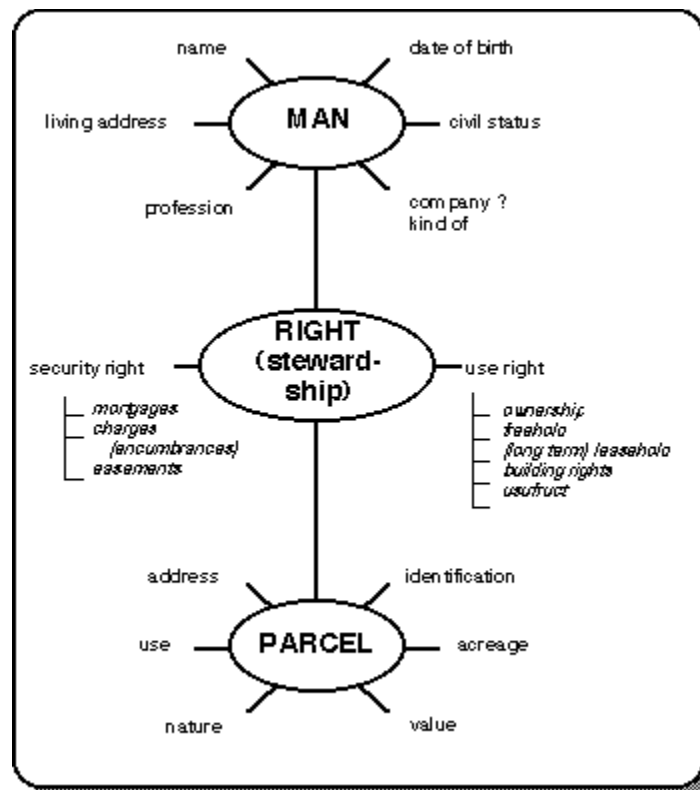 name
date of birth
living address
MAN
civil status
profession
company ?
kind of
RIGHT
(steward-
ship)
security right
use right
mortgages
charges
(encumbrances)
easements
ownership
freehold
(long term) leasehold
building rights
usufruct
address
identification
use
PARCEL
acreage
nature
value